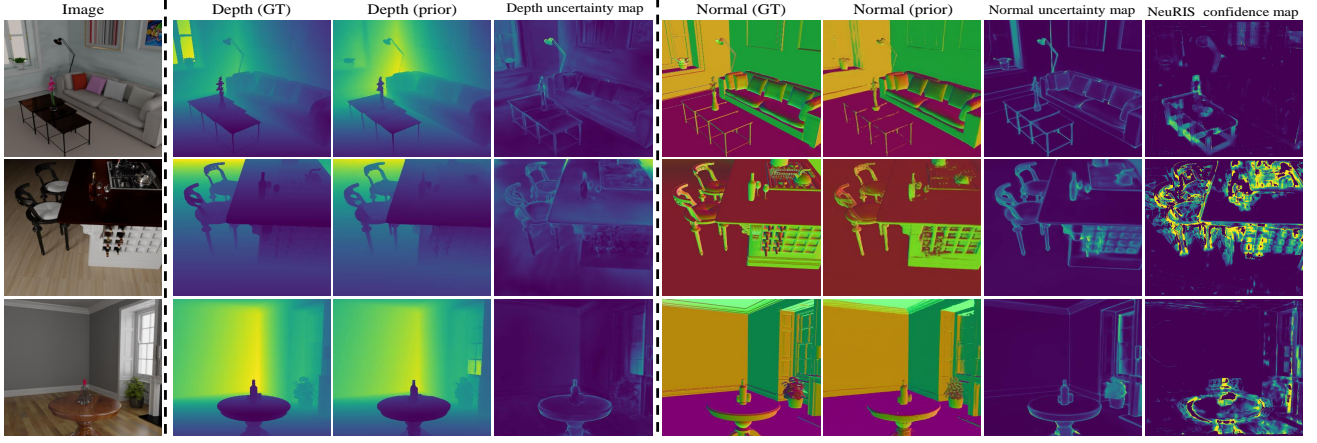 Image
Depth (GT)
Depth (prior)
Depth uncertainty map
Normal (GT)
Normal (prior)
Normal uncertainty map
NeuRIS confidence map